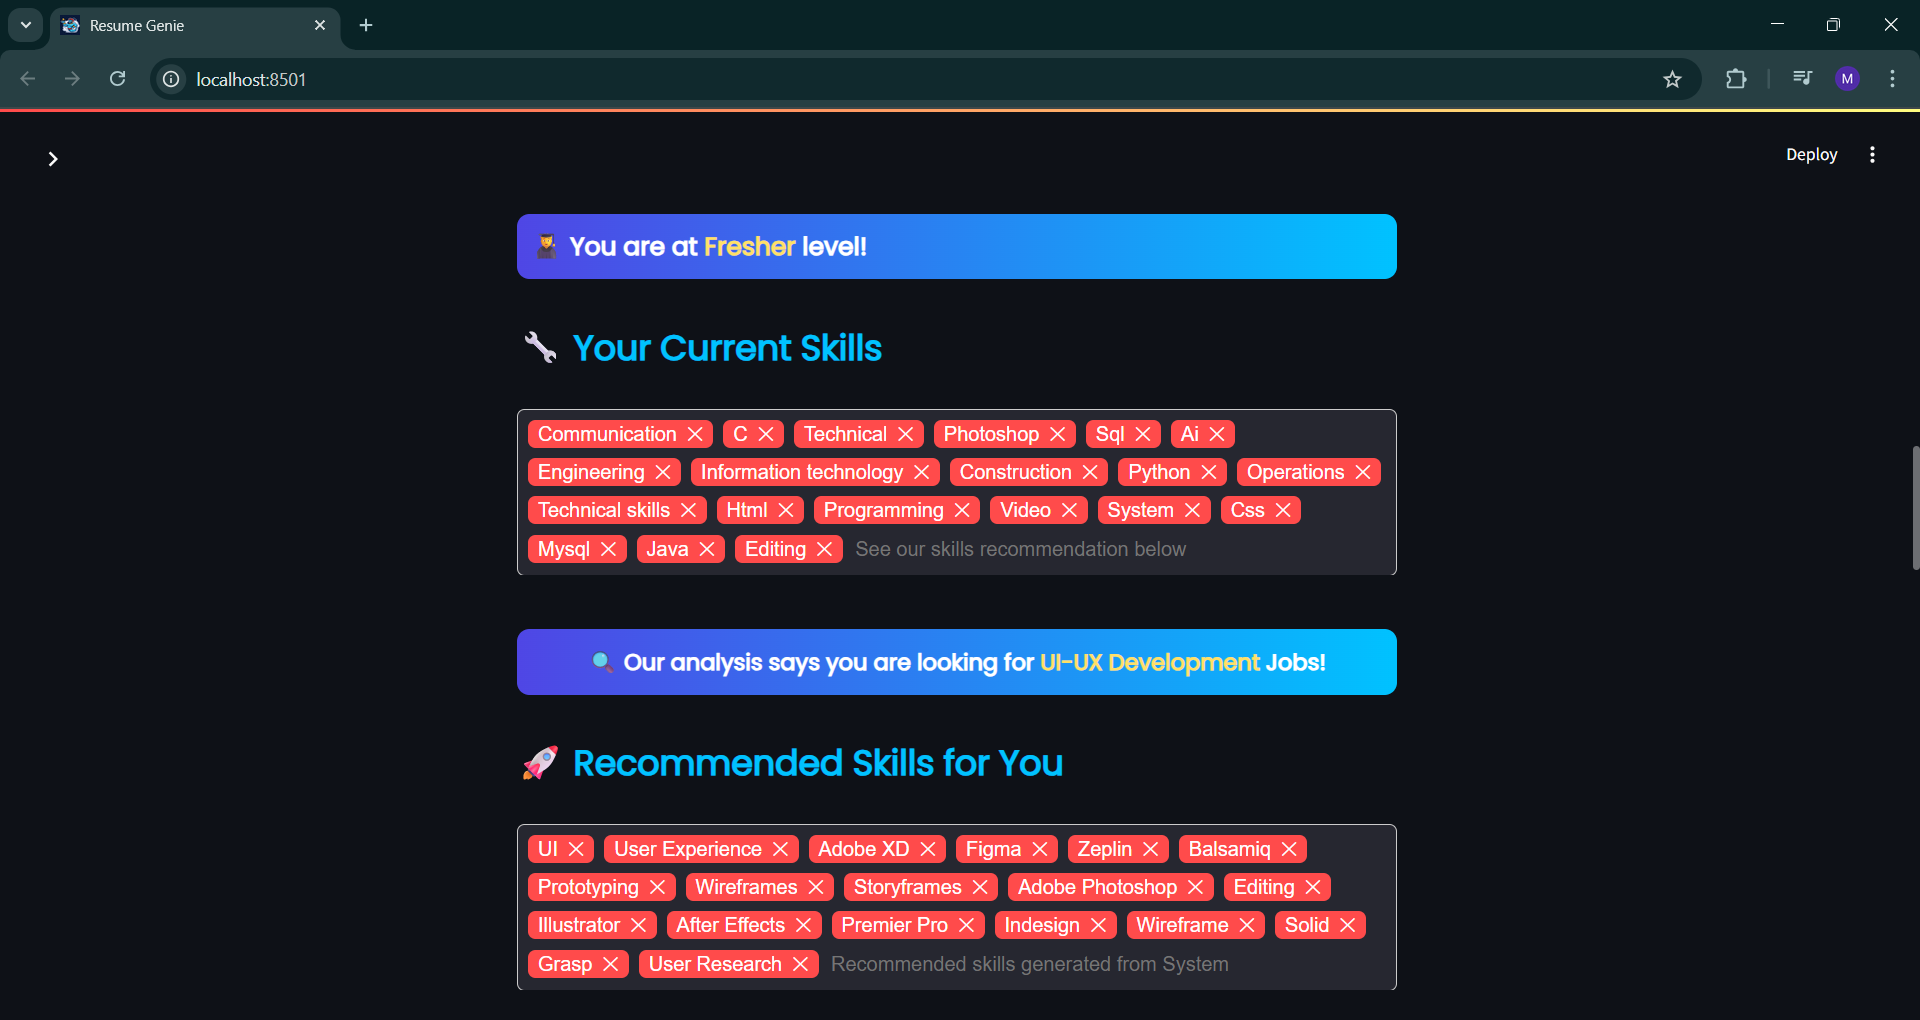 Resume Genie
localhost:8501
M
Deploy
You are at Fresher level!
Your Current Skills
Communication C Technical Photoshop Sql Ai
Engineering Information technology Construction Python Operations
Technical skills Html Programming Video System Css
Mysql Java Editing See our skills recommendation below
Our analysis says you are looking for UI-UX Development Jobs!
Recommended Skills for You
UI User Experience Adobe XD Figma Zeplin Balsamiq
Prototyping Wireframes Storyframes Adobe Photoshop Editing
Illustrator After Effects Premier Pro Indesign Wireframe Solid
Grasp User Research Recommended skills generated from System